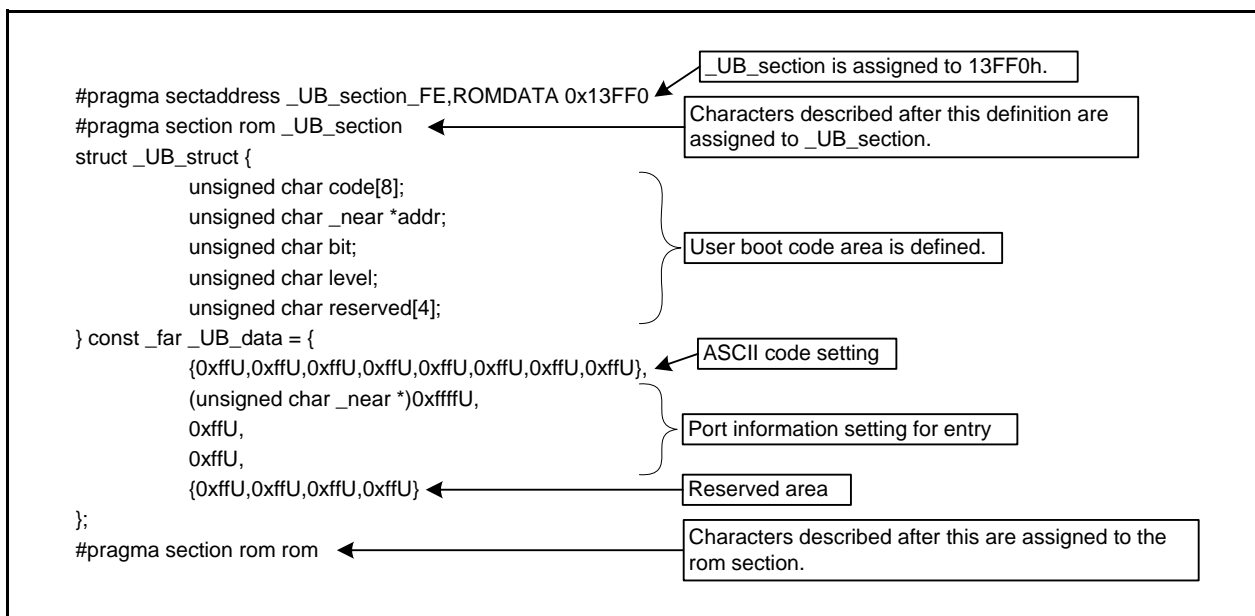 _UB_section is assigned to 13FF0h.
#pragma sectaddress _UB_section_FE,ROMDATA 0x13FF0
#pragma section rom _UB_section
Characters described after this definition are
assigned to _UB_section.
struct _UB_struct {
unsigned char code[8];
unsigned char _near *addr;
unsigned char bit;
User boot code area is defined.
unsigned char level;
unsigned char reserved[4];
} const _far _UB_data = {
ASCII code setting
{0xffU,0xffU,0xffU,0xffU,0xffU,0xffU,0xffU,0xffU},
(unsigned char _near *)0xffffU,
0xffU,
Port information setting for entry
0xffU,
{0xffU,0xffU,0xffU,0xffU}
Reserved area
};
#pragma section rom rom
Characters described after this are assigned to the
rom section.